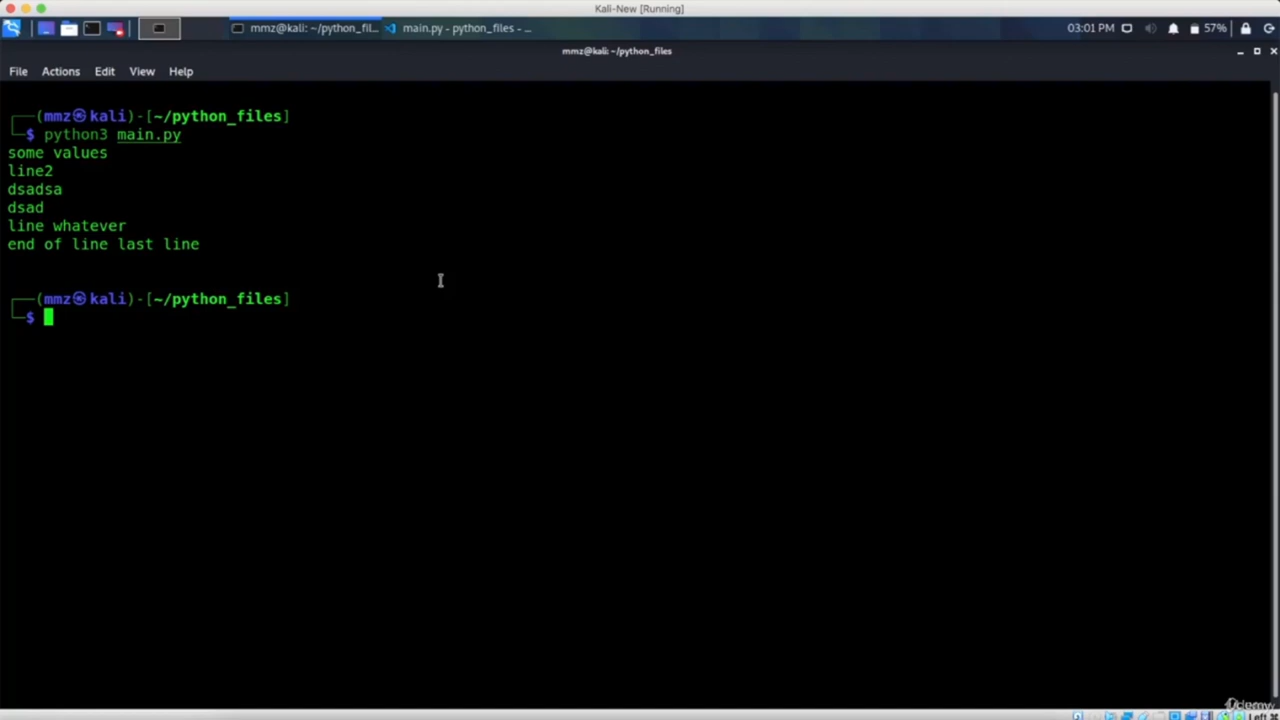 Kali-New [Running]
mmz@kali: ~/python_fil...
main.py - python_files - ...
03:01 PM
57%
mmz@kali: ~/python_files
File Actions Edit View Help
┌──(mmz㉿kali)-[~/python_files]
└─$ python3 main.py
some values
line2
dsadsa
dsad
line whatever
end of line last line
┌──(mmz㉿kali)-[~/python_files]
└─$
Udemy
Left ⌘